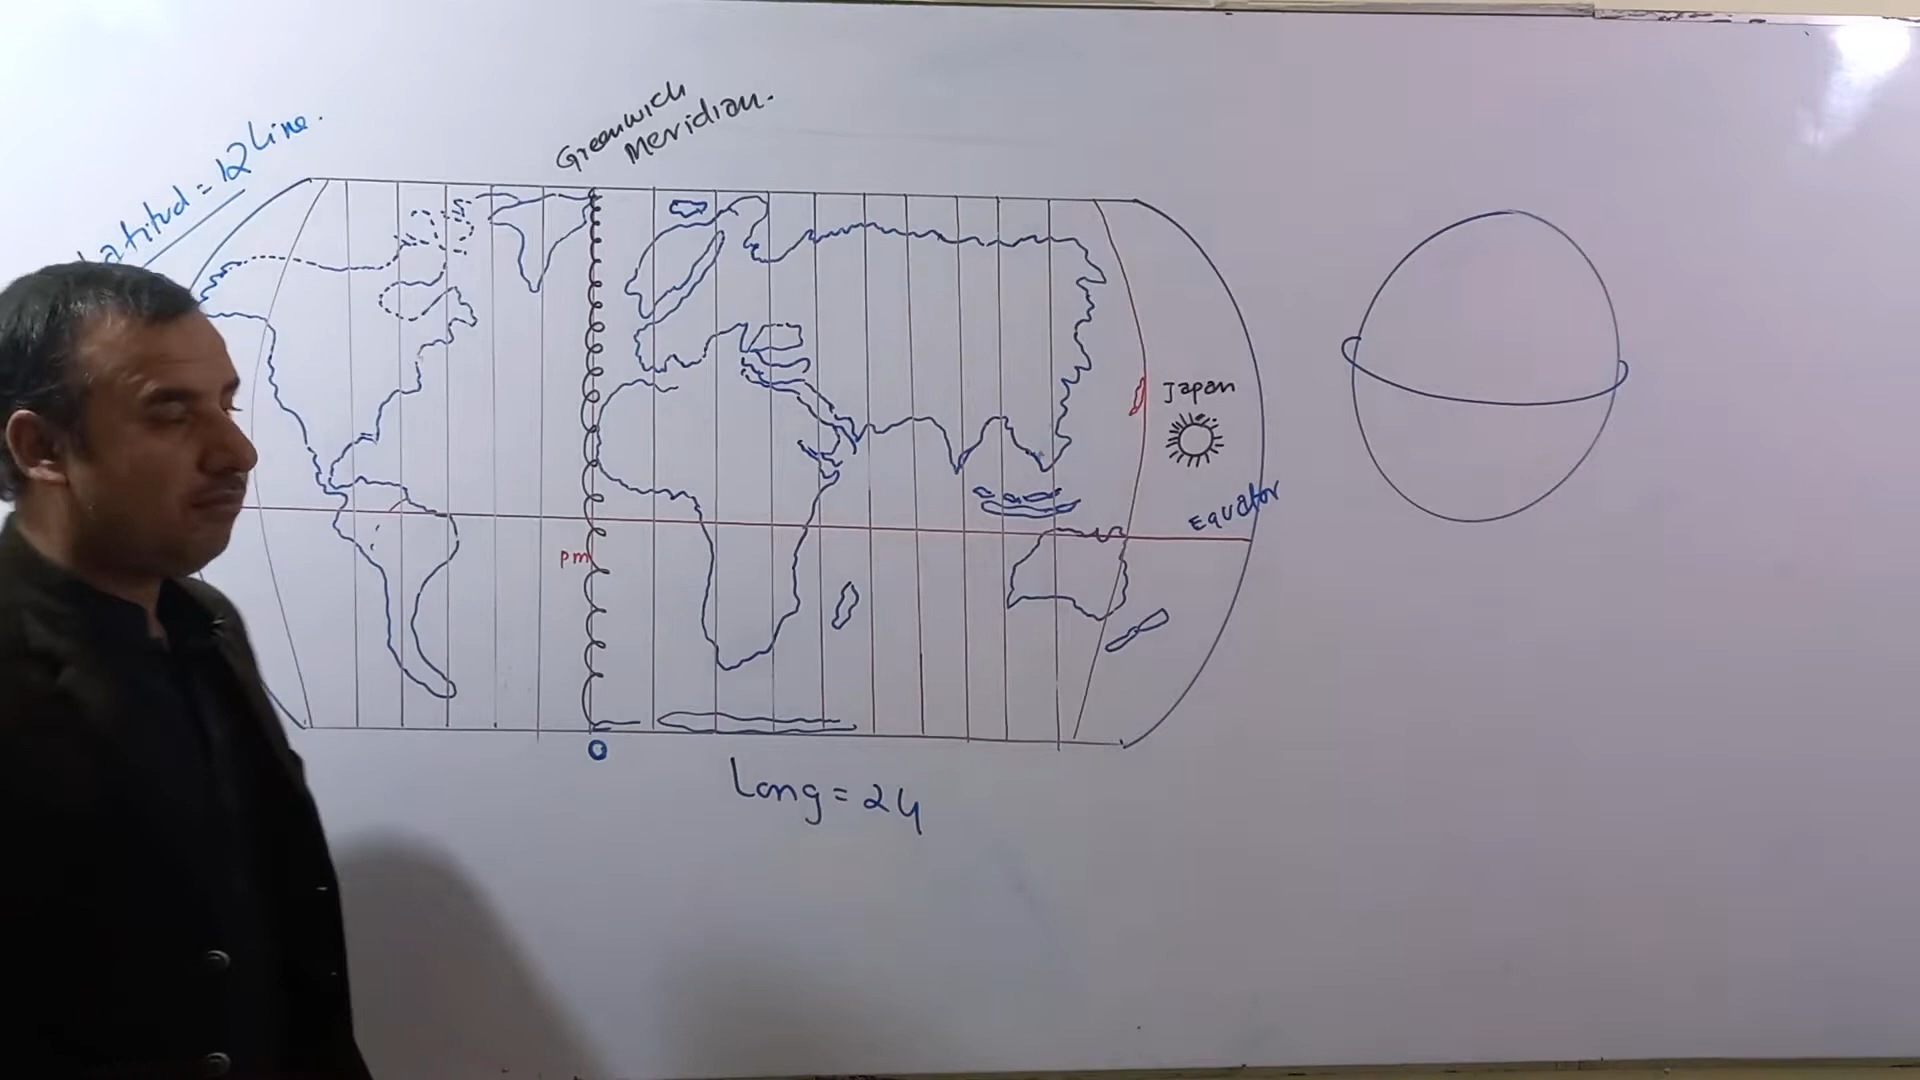 Latitud = 12 Line.
Greenwich
Meridian.
Japan
Equator
pm
0
Long = 24